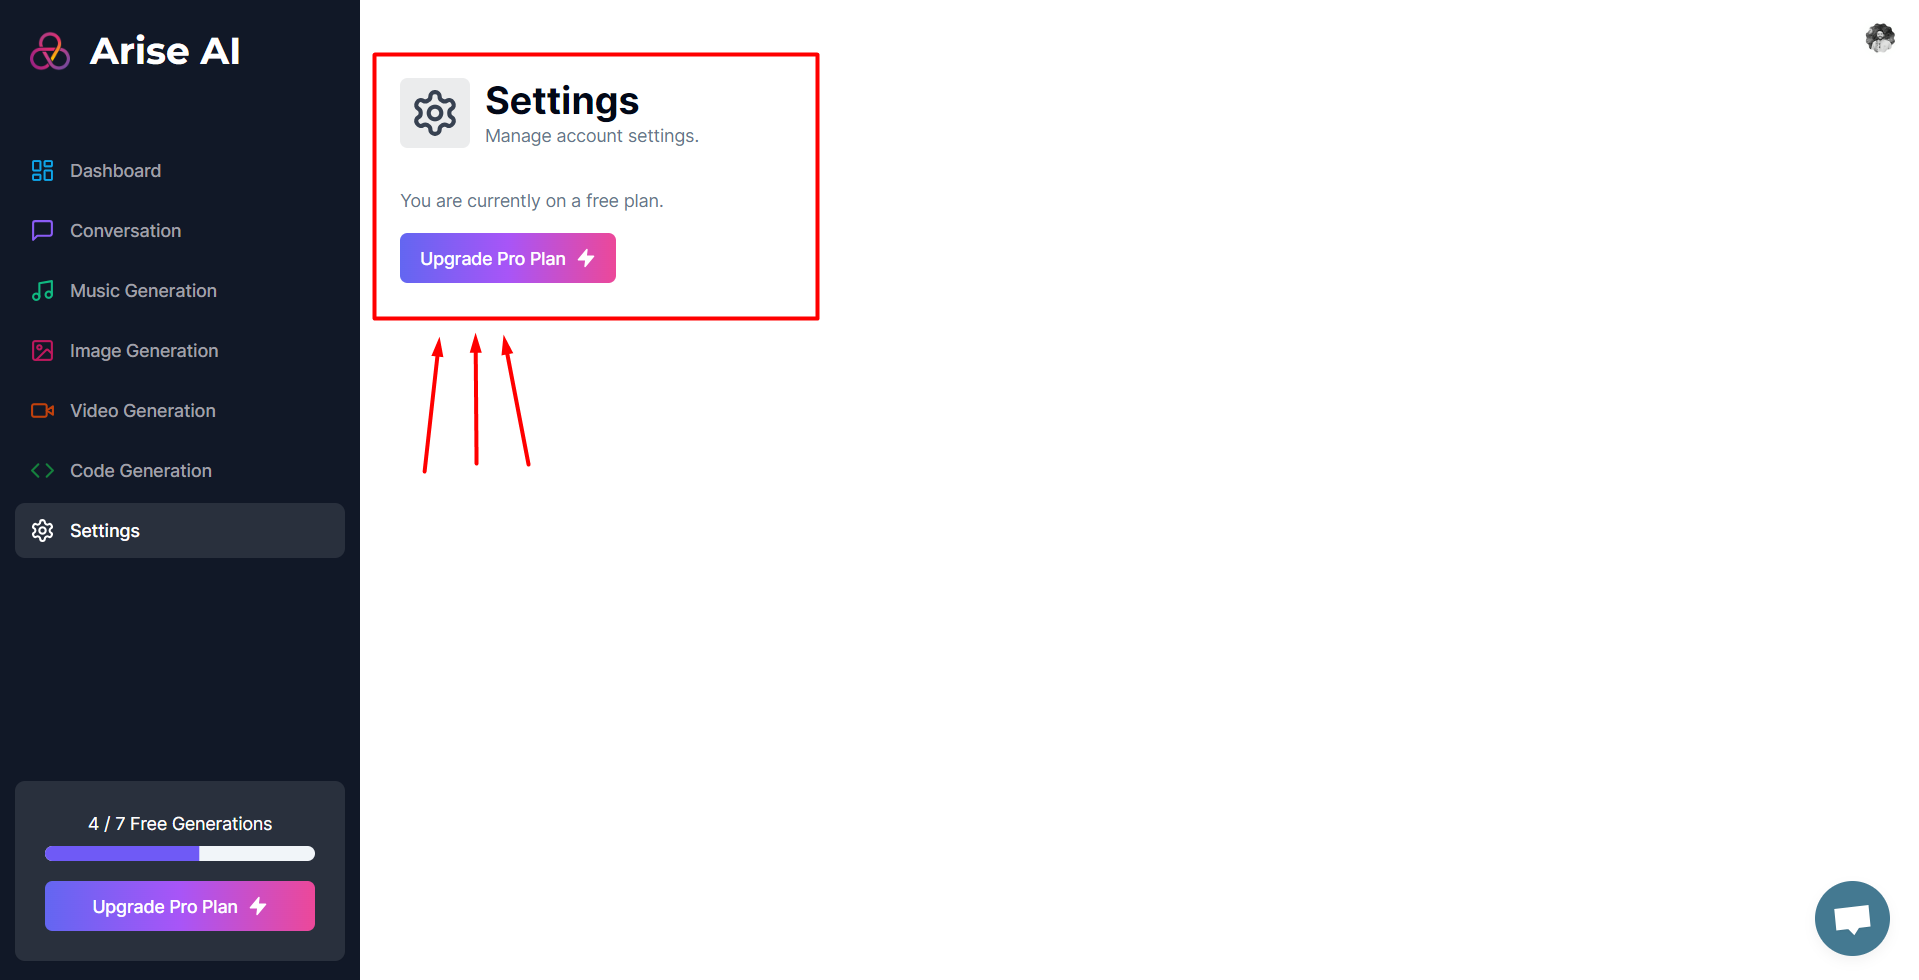 Arise AI
Dashboard
Conversation
Music Generation
Image Generation
Video Generation
Code Generation
Settings
4 / 7 Free Generations
Upgrade Pro Plan
Settings
Manage account settings.
You are currently on a free plan.
Upgrade Pro Plan